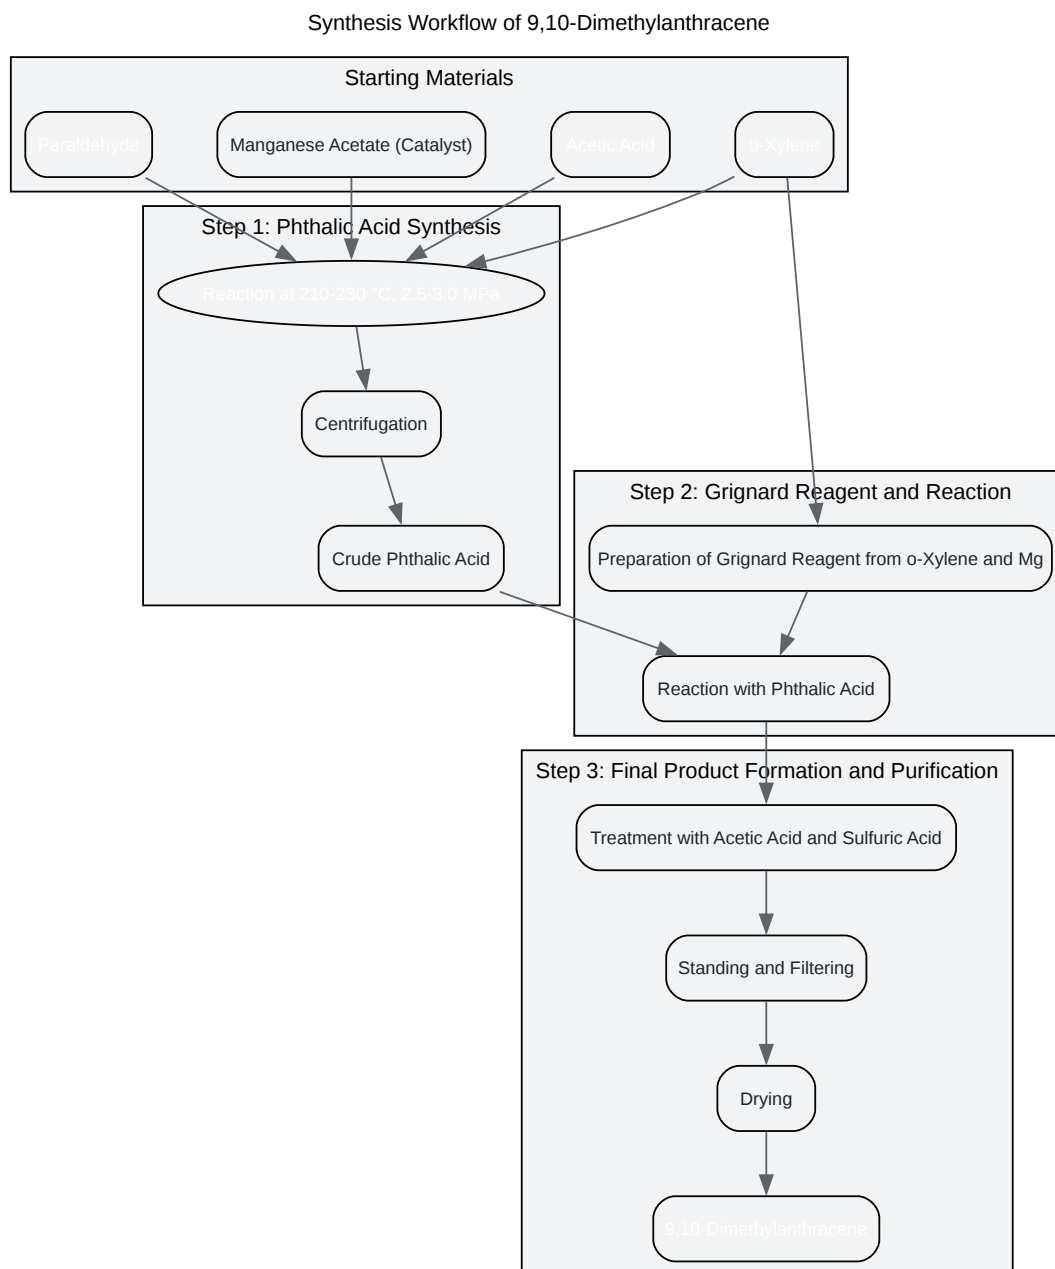 Synthesis Workflow of 9,10-Dimethylanthracene
Starting Materials
Paraldehyde
Manganese Acetate (Catalyst)
Acetic Acid
o-Xylene
Step 1: Phthalic Acid Synthesis
Reaction at 210-230 °C, 2.5-3.0 MPa
Centrifugation
Crude Phthalic Acid
Step 2: Grignard Reagent and Reaction
Preparation of Grignard Reagent from o-Xylene and Mg
Reaction with Phthalic Acid
Step 3: Final Product Formation and Purification
Treatment with Acetic Acid and Sulfuric Acid
Standing and Filtering
Drying
9,10-Dimethylanthracene